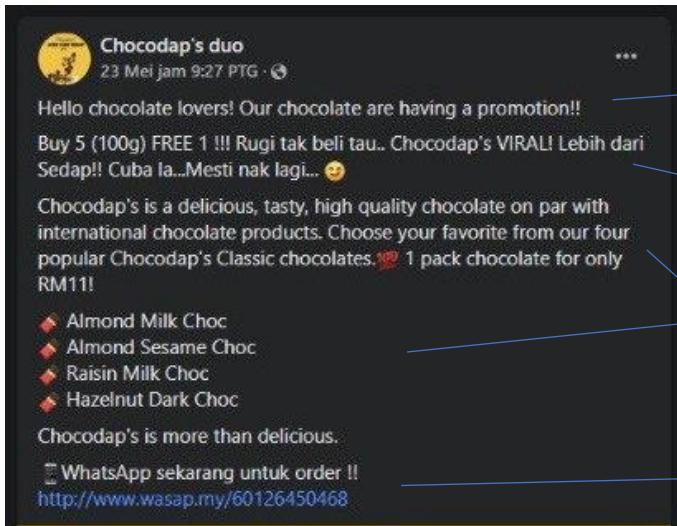 Chocodap's duo
23 Mei jam 9:27 PTG ·
Hello chocolate lovers! Our chocolate are having a promotion!!
Buy 5 (100g) FREE 1 !!! Rugi tak beli tau.. Chocodap's VIRAL! Lebih dari
Sedap!! Cuba la...Mesti nak lagi... 😊
Chocodap's is a delicious, tasty, high quality chocolate on par with
international chocolate products. Choose your favorite from our four
popular Chocodap's Classic chocolates.💯 1 pack chocolate for only
RM11!
🍫 Almond Milk Choc
🍫 Almond Sesame Choc
🍫 Raisin Milk Choc
🍫 Hazelnut Dark Choc
Chocodap's is more than delicious.
📱WhatsApp sekarang untuk order !!
http://www.wasap.my/60126450468